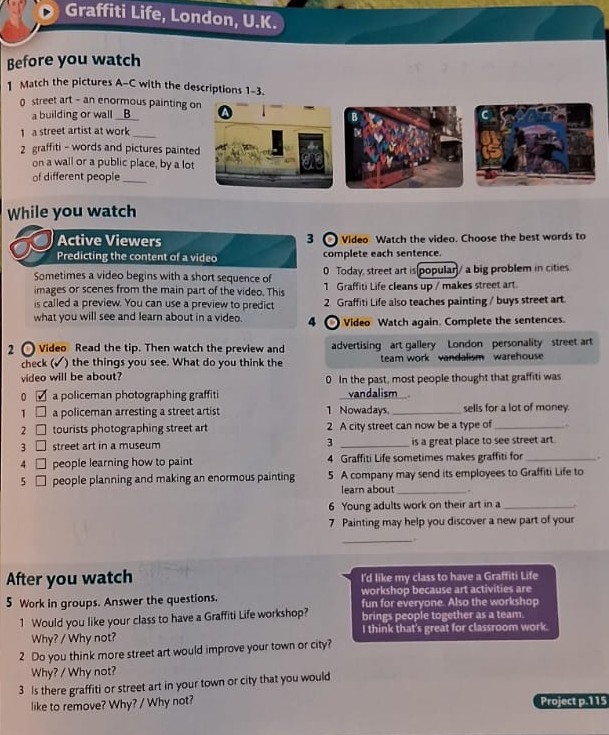 Graffiti Life, London, U.K.
Before you watch
1 Match the pictures A–C with the descriptions 1–3.
0 street art – an enormous painting on
a building or wall B
1 a street artist at work
2 graffiti – words and pictures painted
on a wall or a public place, by a lot
of different people
A
B
C
While you watch
Active Viewers
Predicting the content of a video
Sometimes a video begins with a short sequence of
images or scenes from the main part of the video. This
is called a preview. You can use a preview to predict
what you will see and learn about in a video.
2 Video Read the tip. Then watch the preview and
check (✓) the things you see. What do you think the
video will be about?
0 ☑ a policeman photographing graffiti
1 ☐ a policeman arresting a street artist
2 ☐ tourists photographing street art
3 ☐ street art in a museum
4 ☐ people learning how to paint
5 ☐ people planning and making an enormous painting
3 Video Watch the video. Choose the best words to
complete each sentence.
0 Today, street art is popular / a big problem in cities.
1 Graffiti Life cleans up / makes street art.
2 Graffiti Life also teaches painting / buys street art.
4 Video Watch again. Complete the sentences.
advertising art gallery London personality street art
team work vandalism warehouse
0 In the past, most people thought that graffiti was
vandalism .
1 Nowadays, ________ sells for a lot of money.
2 A city street can now be a type of ________.
3 ________ is a great place to see street art.
4 Graffiti Life sometimes makes graffiti for ________.
5 A company may send its employees to Graffiti Life to
learn about ________.
6 Young adults work on their art in a ________.
7 Painting may help you discover a new part of your
________.
After you watch
5 Work in groups. Answer the questions.
1 Would you like your class to have a Graffiti Life workshop?
Why? / Why not?
2 Do you think more street art would improve your town or city?
Why? / Why not?
3 Is there graffiti or street art in your town or city that you would
like to remove? Why? / Why not?
I'd like my class to have a Graffiti Life
workshop because art activities are
fun for everyone. Also the workshop
brings people together as a team.
I think that's great for classroom work.
Project p.115